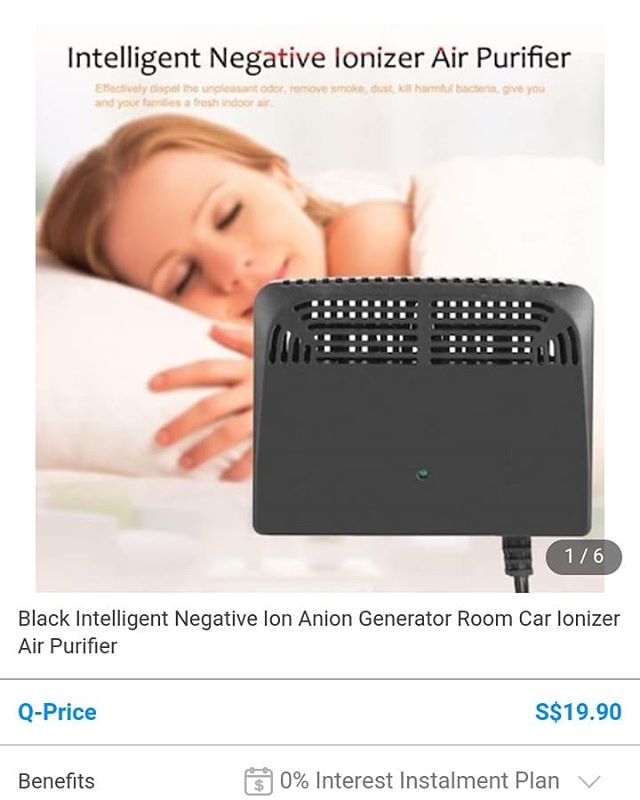 Intelligent Negative Ionizer Air Purifier
Effectively dispel the unpleasant odor, remove smoke, dust, kill harmful bacteria, give you
and your families a fresh indoor air.
1 / 6
Black Intelligent Negative Ion Anion Generator Room Car Ionizer
Air Purifier
Q-Price S$19.90
Benefits $ 0% Interest Instalment Plan